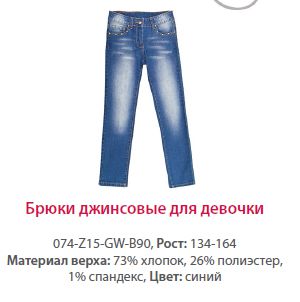 Брюки джинсовые для девочки
074-Z15-GW-B90, Рост: 134-164
Материал верха: 73% хлопок, 26% полиэстер,
1% спандекс, Цвет: синий